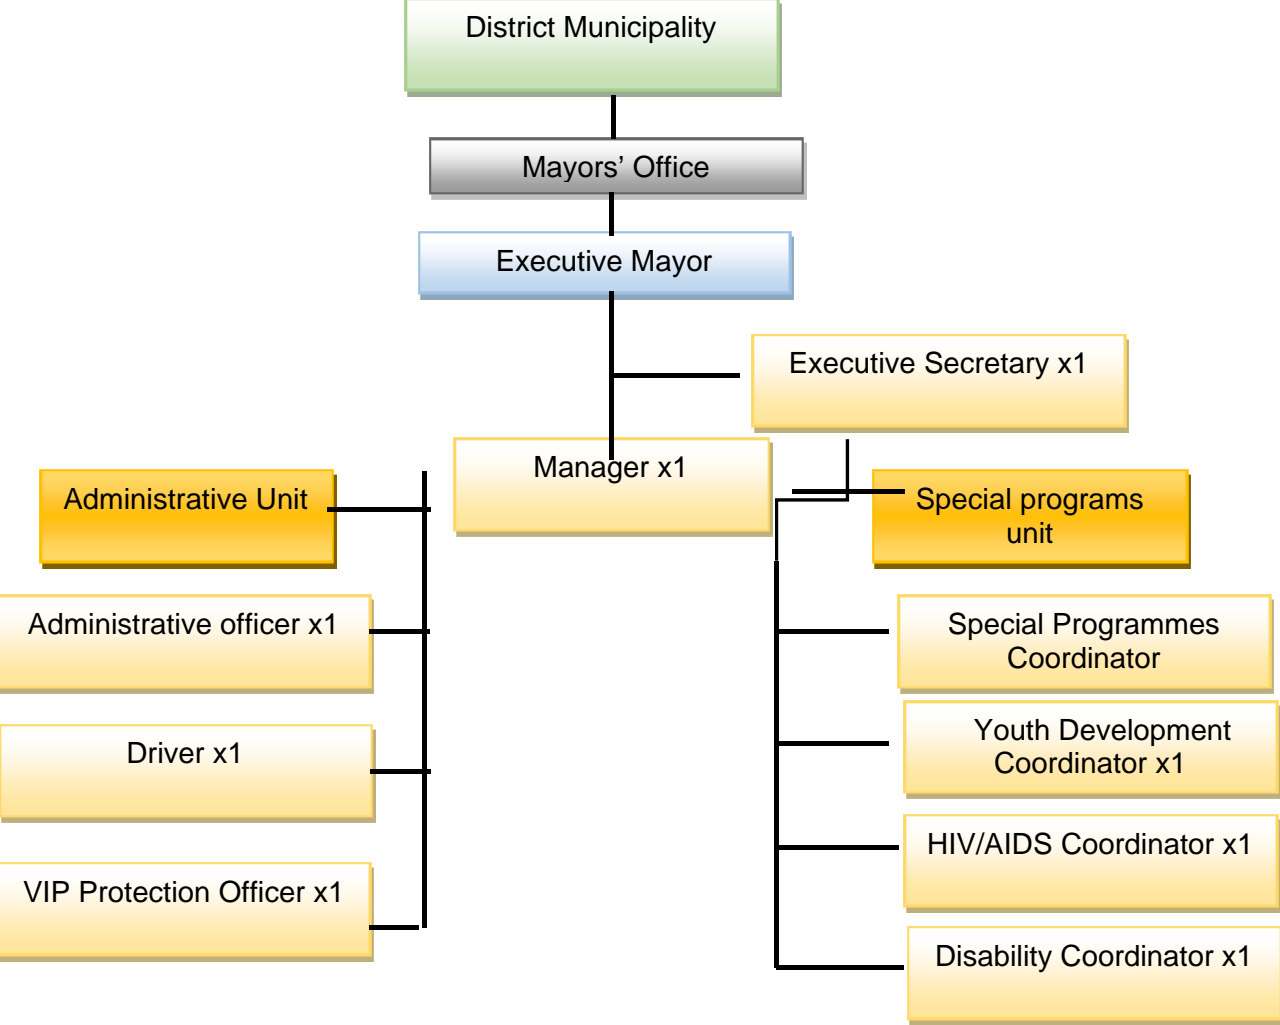 District Municipality
Mayors’ Office
Executive Mayor
Executive Secretary x1
Manager x1
Administrative Unit
Administrative officer x1
Driver x1
VIP Protection Officer x1
Special programs
unit
Special Programmes
Coordinator
Youth Development
Coordinator x1
HIV/AIDS Coordinator x1
Disability Coordinator x1